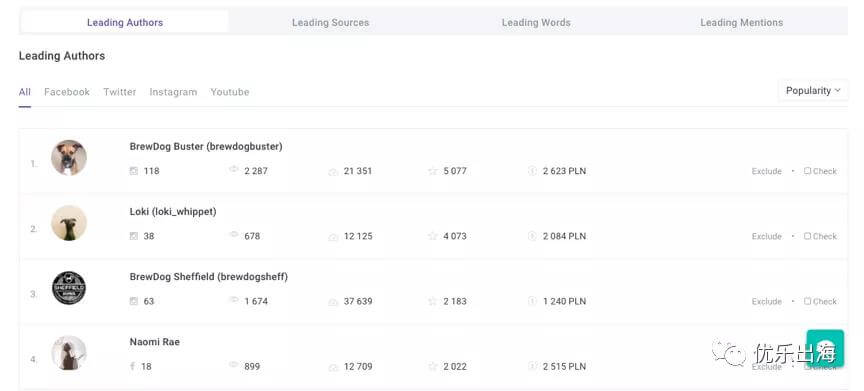 Leading Authors Leading Sources Leading Words Leading Mentions
Leading Authors
All Facebook Twitter Instagram Youtube Popularity
1. BrewDog Buster (brewdogbuster)
118 2 287 21 351 5 077 2 623 PLN Exclude • Check
2. Loki (loki_whippet)
38 678 12 125 4 073 2 084 PLN Exclude • Check
3. SHEFFIELD BrewDog Sheffield (brewdogsheff)
63 1 674 37 639 2 183 1 240 PLN Exclude • Check
4. Naomi Rae
18 899 12 709 2 022 2 515 PLN Exclude • Check
优乐出海